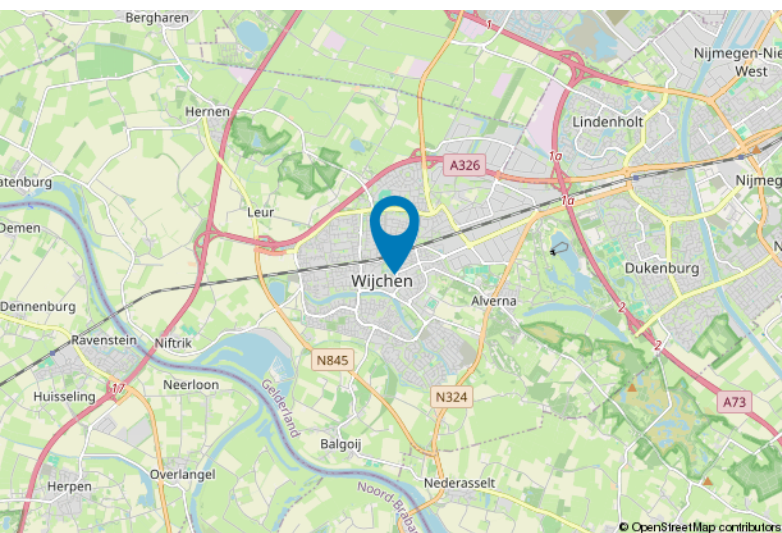 Bergharen
1
Nijmegen-Nie
West
Hernen
Lindenholt
1a
A326
atenburg
1a
Nijmeg
Leur
Demen
N
Dukenburg
Wijchen
Alverna
Dennenburg
2
Ravenstein
Niftrik
2
N845
17
Neerloon
Huisseling
Gelderland
N324
A73
Balgoij
Overlangel
Herpen
Nederasselt
Noord-Braba
© OpenStreetMap contributors